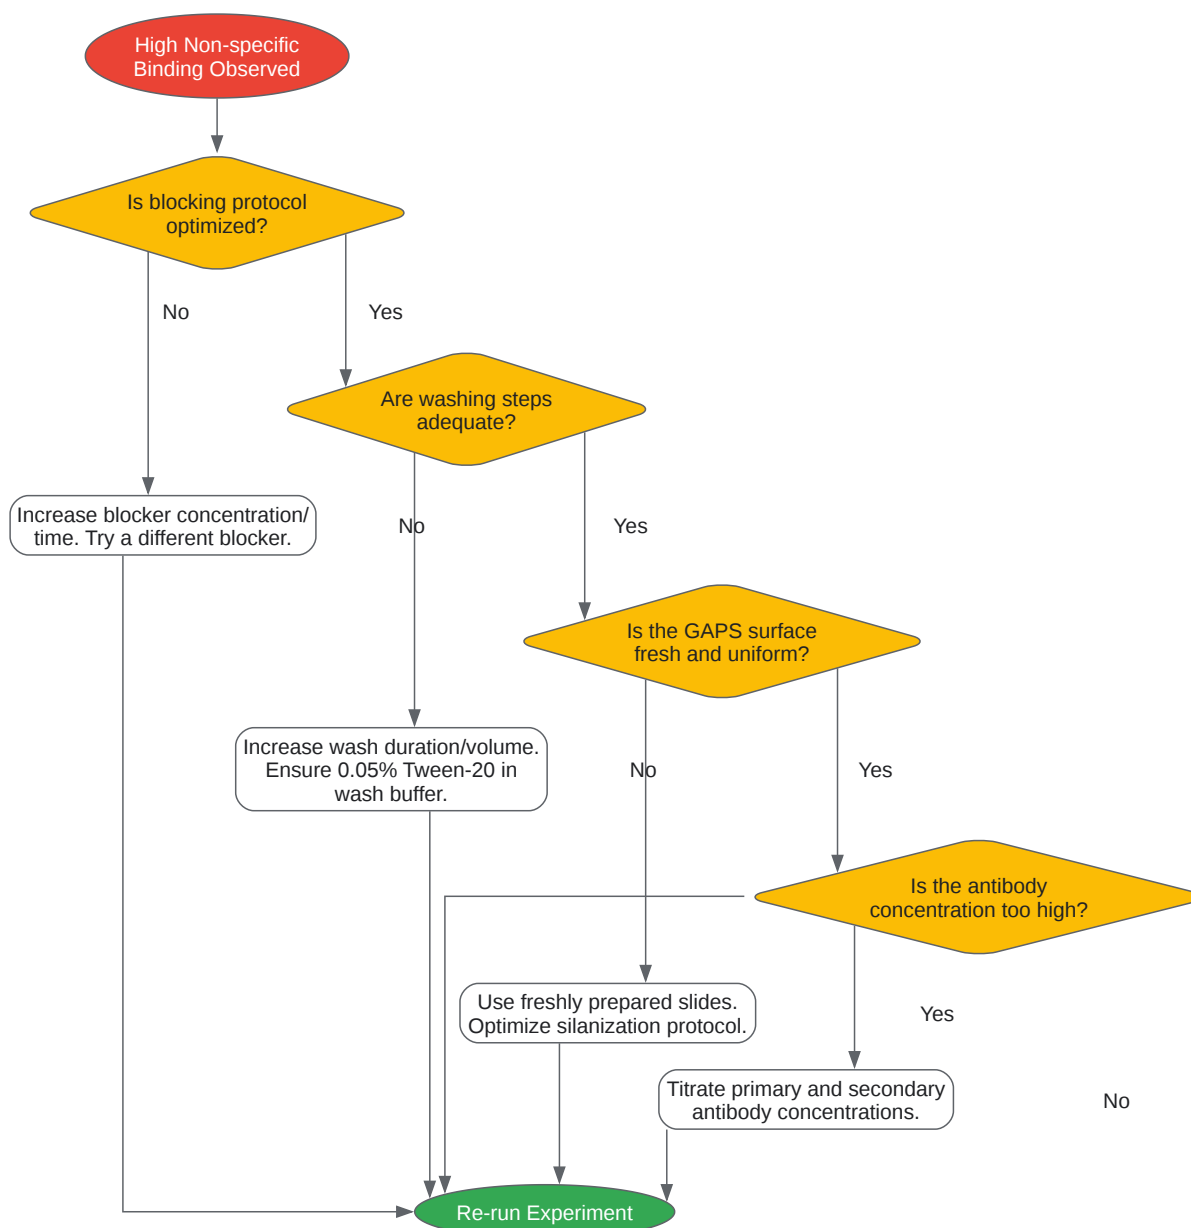 High Non-specific
Binding Observed
Is blocking protocol
optimized?
No
Yes
Are washing steps
adequate?
Increase blocker concentration/
time. Try a different blocker.
No
Yes
Is the GAPS surface
fresh and uniform?
Increase wash duration/volume.
Ensure 0.05% Tween-20 in
wash buffer.
No
Yes
Is the antibody
concentration too high?
Use freshly prepared slides.
Optimize silanization protocol.
Yes
Titrate primary and secondary
antibody concentrations.
No
Re-run Experiment